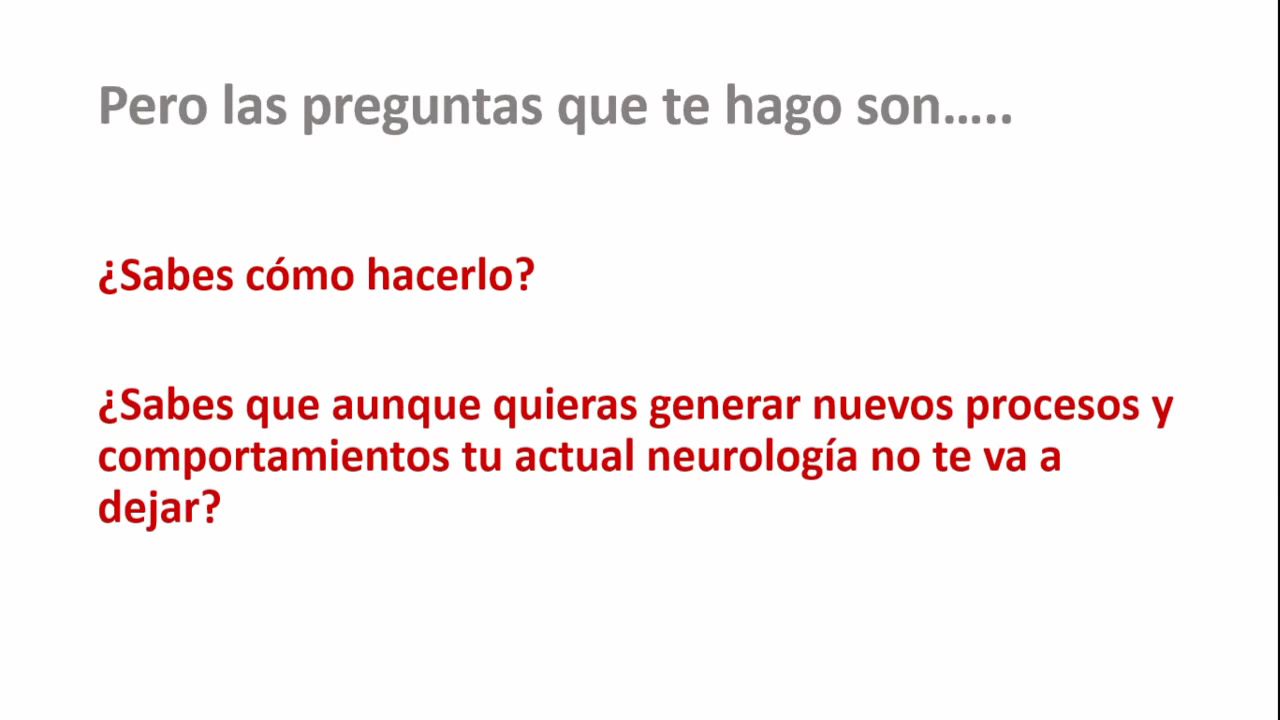 Pero las preguntas que te hago son.....
¿Sabes cómo hacerlo?
¿Sabes que aunque quieras generar nuevos procesos y
comportamientos tu actual neurología no te va a
dejar?